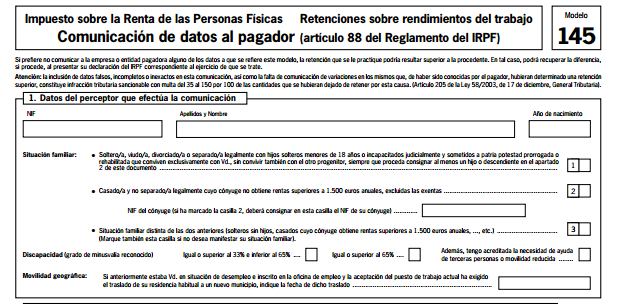 Impuesto sobre la Renta de las Personas Físicas Retenciones sobre rendimientos del trabajo
Comunicación de datos al pagador (artículo 88 del Reglamento del IRPF)
Modelo
145
Si prefiere no comunicar a la empresa o entidad pagadora alguno de los datos a que se refiere este modelo, la retención que se le practique podría resultar superior a la procedente. En tal caso, podrá recuperar la diferencia,
si procede, al presentar su declaración del IRPF correspondiente al ejercicio de que se trate.
Atención: la inclusión de datos falsos, incompletos o inexactos en esta comunicación, así como la falta de comunicación de variaciones en los mismos que, de haber sido conocidas por el pagador, hubieran determinado una retención
superior, constituye infracción tributaria sancionable con multa del 35 al 150 por 100 de las cantidades que se hubieran dejado de retener por esta causa. (Artículo 205 de la Ley 58/2003, de 17 de diciembre, General Tributaria).
1. Datos del perceptor que efectúa la comunicación
NIF Apellidos y Nombre Año de nacimiento
Situación familiar: • Soltero/a, viudo/a, divorciado/a o separado/a legalmente con hijos solteros menores de 18 años o incapacitados judicialmente y sometidos a patria potestad prorrogada o
rehabilitada que conviven exclusivamente con Vd., sin convivir también con el otro progenitor, siempre que proceda consignar al menos un hijo o descendiente en el apartado
2 de este documento 1
• Casado/a y no separado/a legalmente cuyo cónyuge no obtiene rentas superiores a 1.500 euros anuales, excluidas las exentas 2
NIF del cónyuge (si ha marcado la casilla 2, deberá consignar en esta casilla el NIF de su cónyuge)
• Situación familiar distinta de las dos anteriores (solteros sin hijos, casados cuyo cónyuge obtiene rentas superiores a 1.500 euros anuales, ..., etc.) 3
(Marque también esta casilla si no desea manifestar su situación familiar).
Discapacidad (grado de minusvalía reconocido) Igual o superior al 33% e inferior al 65% Igual o superior al 65% Además, tengo acreditada la necesidad de ayuda
de terceras personas o movilidad reducida
Movilidad geográfica: Si anteriormente estaba Vd. en situación de desempleo e inscrito en la oficina de empleo y la aceptación del puesto de trabajo actual ha exigido
el traslado de su residencia habitual a un nuevo municipio, indique la fecha de dicho traslado